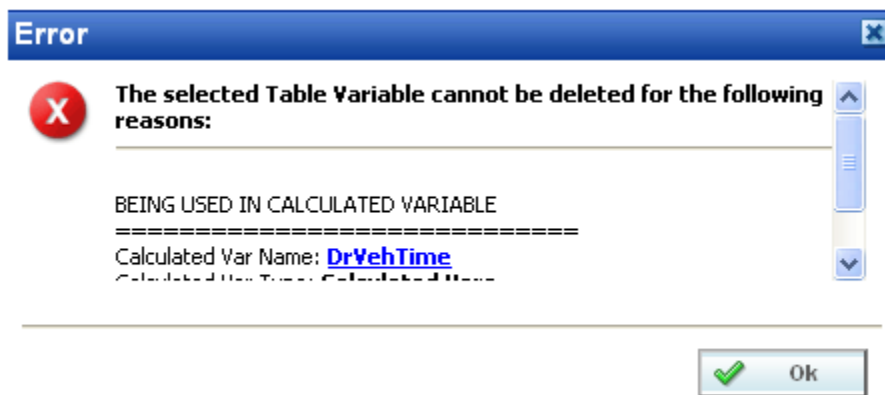 Error
The selected Table Variable cannot be deleted for the following
reasons:
BEING USED IN CALCULATED VARIABLE
==============================
Calculated Var Name: DrVehTime
Ok